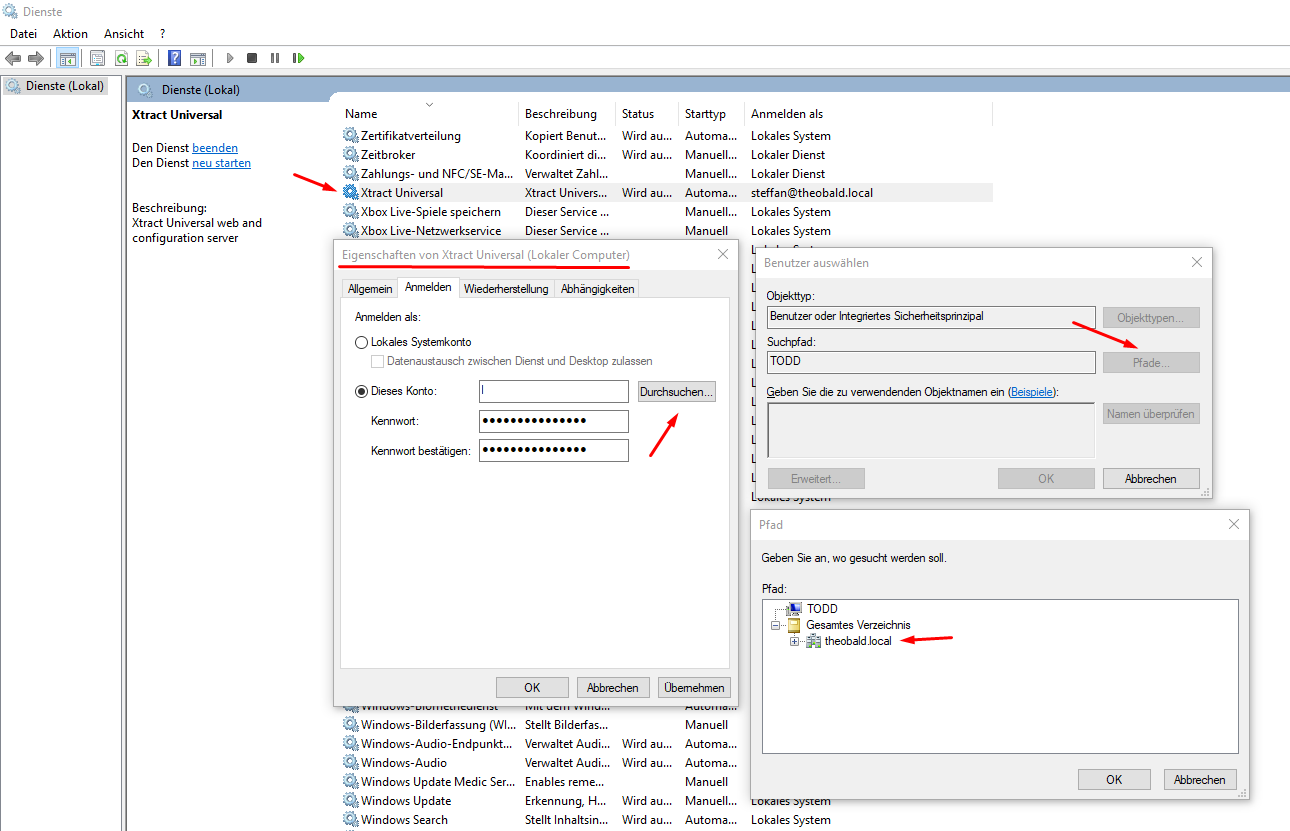 Dienste
Datei Aktion Ansicht ?
Dienste (Lokal)
Dienste (Lokal)
Xtract Universal
Den Dienst beenden
Den Dienst neu starten
Beschreibung:
Xtract Universal web and
configuration server
Name Beschreibung Status Starttyp Anmelden als
Zertifikatverteilung Kopiert Benut... Wird au... Automa... Lokales System
Zeitbroker Koordiniert di... Wird au... Manuell... Lokaler Dienst
Zahlungs- und NFC/SE-Ma... Verwaltet Zahl... Manuell... Lokaler Dienst
Xtract Universal Xtract Univers... Wird au... Automa... steffan@theobald.local
Xbox Live-Spiele speichern Dieser Service ... Manuell... Lokales System
Xbox Live-Netzwerkservice Dieser Service ... Manuell Lokales System
Eigenschaften von Xtract Universal (Lokaler Computer)
Allgemein Anmelden Wiederherstellung Abhängigkeiten
Anmelden als:
Lokales Systemkonto
Datenaustausch zwischen Dienst und Desktop zulassen
Dieses Konto: Durchsuchen...
Kennwort: ●●●●●●●●●●●●●●●
Kennwort bestätigen: ●●●●●●●●●●●●●●●
OK Abbrechen Übernehmen
Benutzer auswählen
Objekttyp:
Benutzer oder Integriertes Sicherheitsprinzipal Objekttypen...
Suchpfad:
TODD Pfade...
Geben Sie die zu verwendenden Objektnamen ein (Beispiele):
Namen überprüfen
Erweitert... OK Abbrechen
Lokales System
Pfad
Geben Sie an, wo gesucht werden soll.
Pfad:
TODD
Gesamtes Verzeichnis
theobald.local
OK Abbrechen
Windows-Biometriedienst Mit dem Wind... Automa...
Windows-Bilderfassung (WI... Stellt Bilderfas... Manuell
Windows-Audio-Endpunkt... Verwaltet Audi... Wird au... Automa...
Windows-Audio Verwaltet Audi... Wird au... Automa...
Windows Update Medic Ser... Enables reme... Manuell
Windows Update Erkennung, H... Wird au... Manuell... Lokales System
Windows Search Stellt Inhaltsin... Wird au... Automa... Lokales System